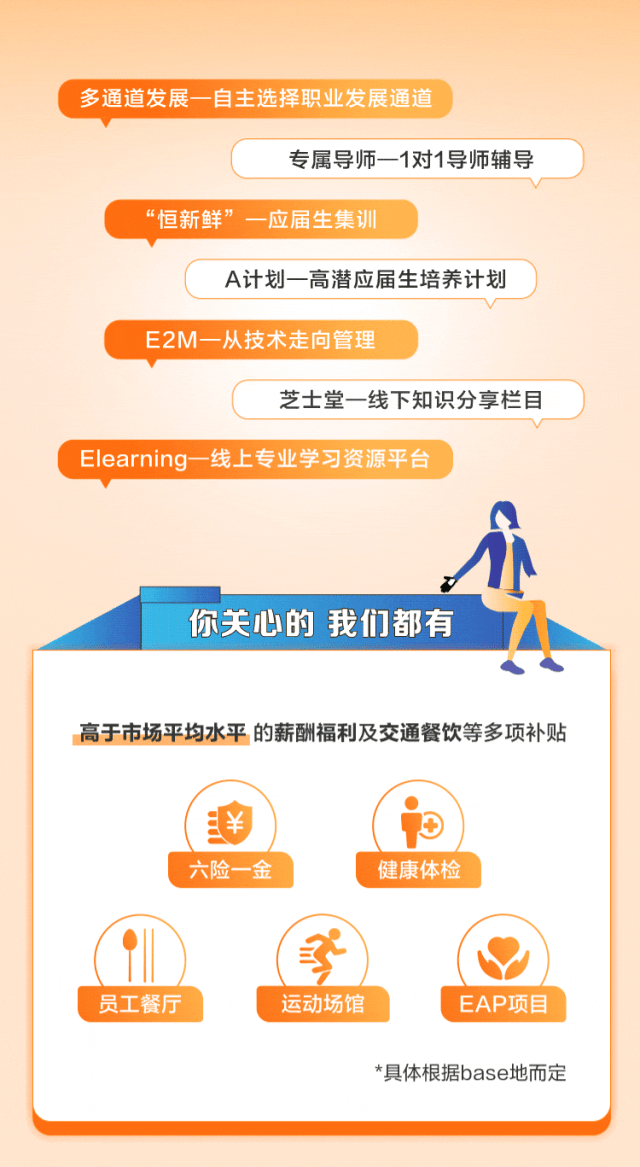 多通道发展—自主选择职业发展通道
专属导师—1对1导师辅导
“恒新鲜”—应届生集训
A计划—高潜应届生培养计划
E2M—从技术走向管理
芝士堂—线下知识分享栏目
Elearning—线上专业学习资源平台
你关心的 我们都有
高于市场平均水平 的薪酬福利及交通餐饮等多项补贴
六险一金
健康体检
员工餐厅
运动场馆
EAP项目
*具体根据base地而定